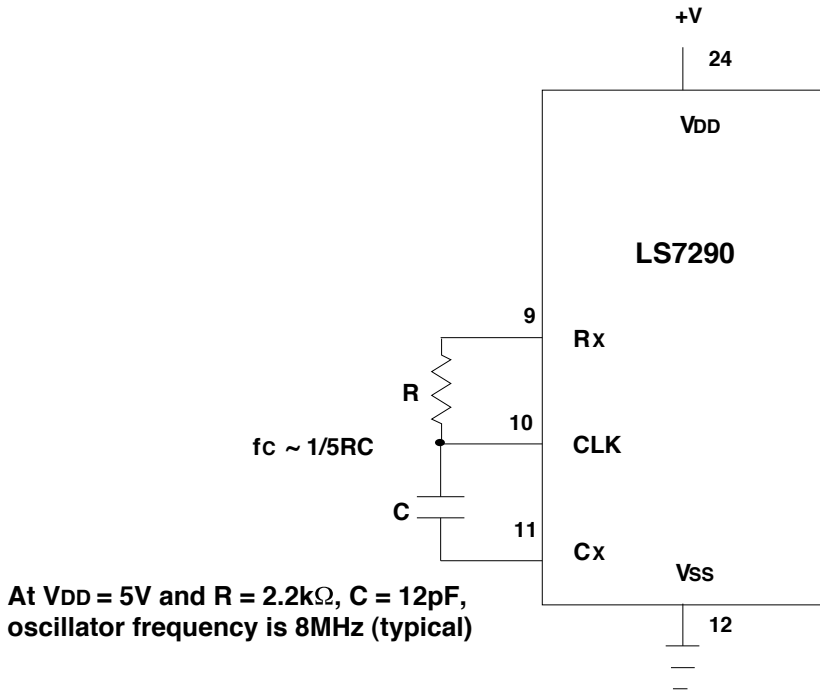 +V
24
VDD
LS7290
9
RX
R
10
fc ~ 1/5RC
CLK
C
11
CX
VSS
At VDD = 5V and R = 2.2kΩ, C = 12pF,
oscillator frequency is 8MHz (typical)
12